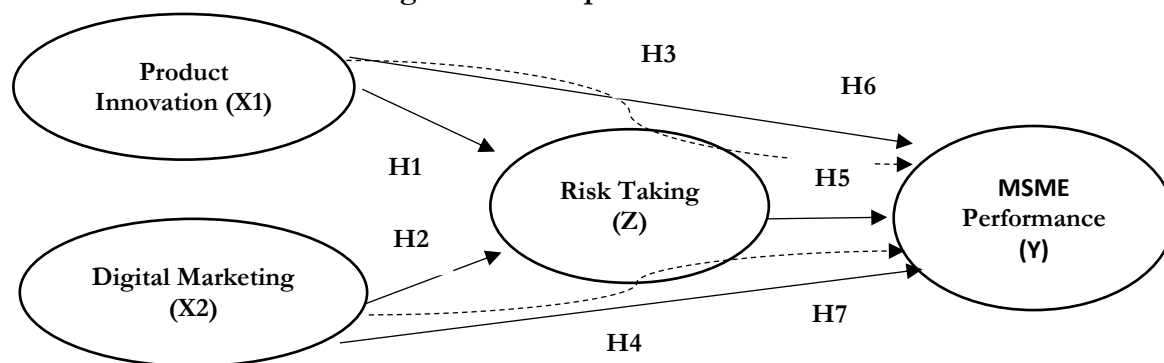 H3
Product
Innovation (X1)
H6
H1
Risk Taking
(Z)
H5
MSME
Performance
(Y)
H2
Digital Marketing
(X2)
H7
H4